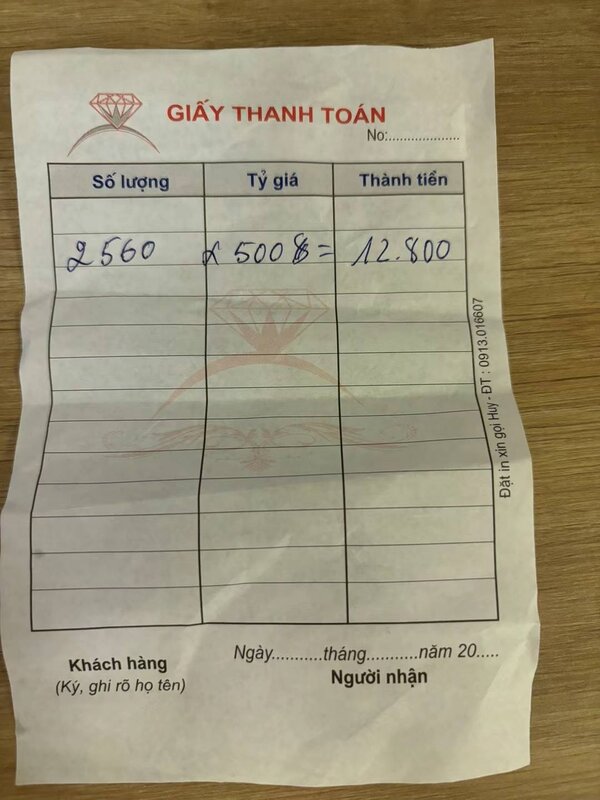 GIẤY THANH TOÁN
No:....................
Số lượng Tỷ giá Thành tiền
2560 x 500 $ = 12.800
Đặt in xin gọi Huy - ĐT : 0913.016607
Ngày..........tháng..........năm 20.....
Khách hàng Người nhận
(Ký, ghi rõ họ tên)